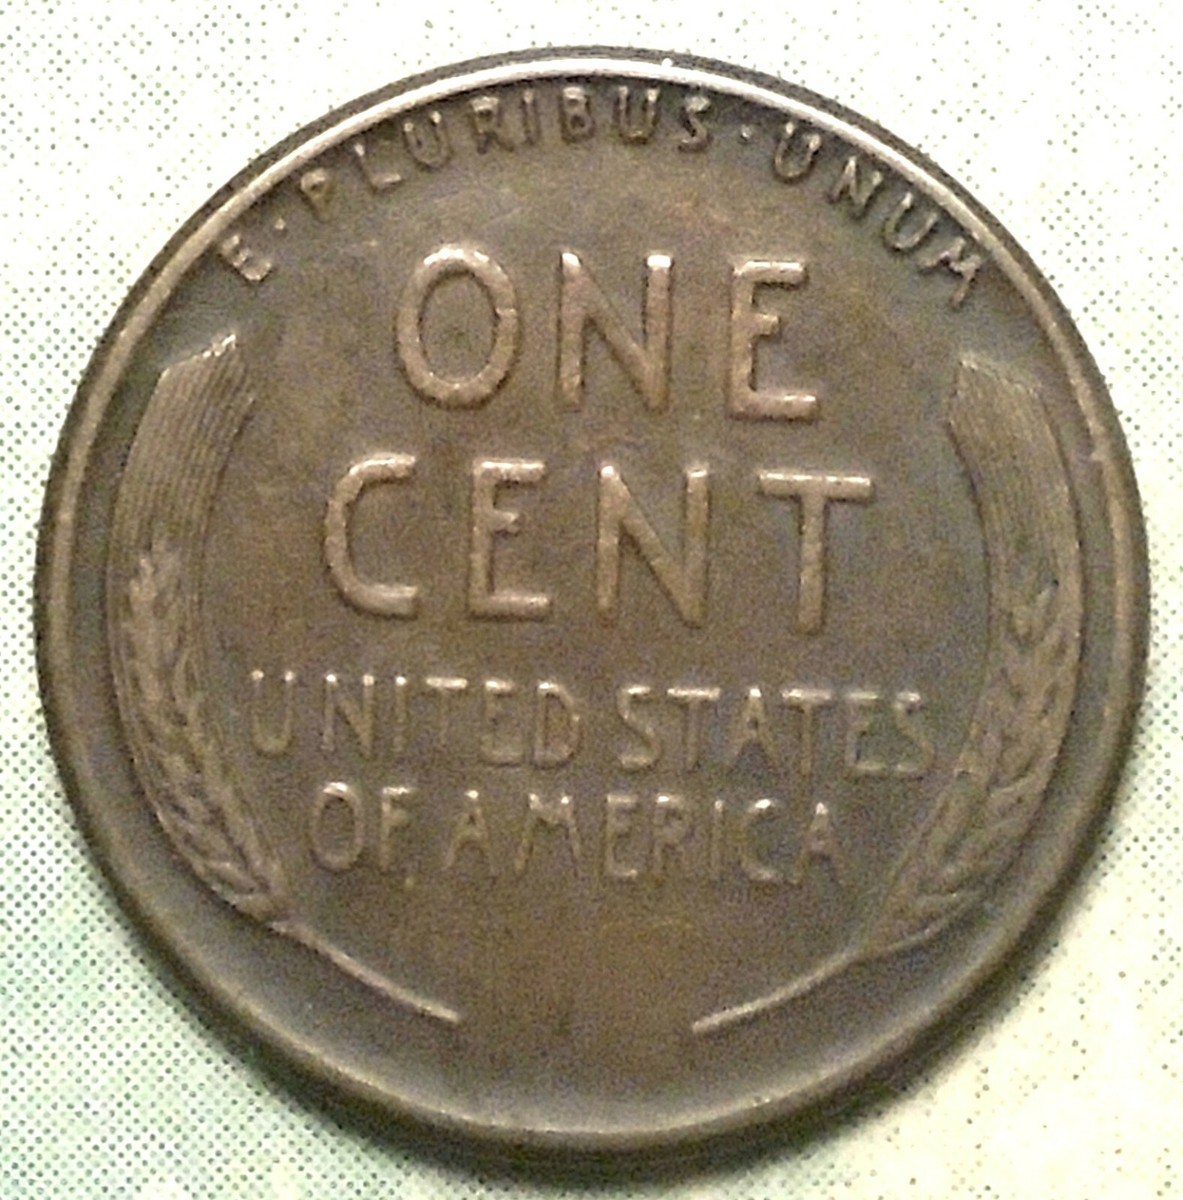 E·PLURIBUS·UNUM
ONE
CENT
UNITED STATES
OF AMERICA